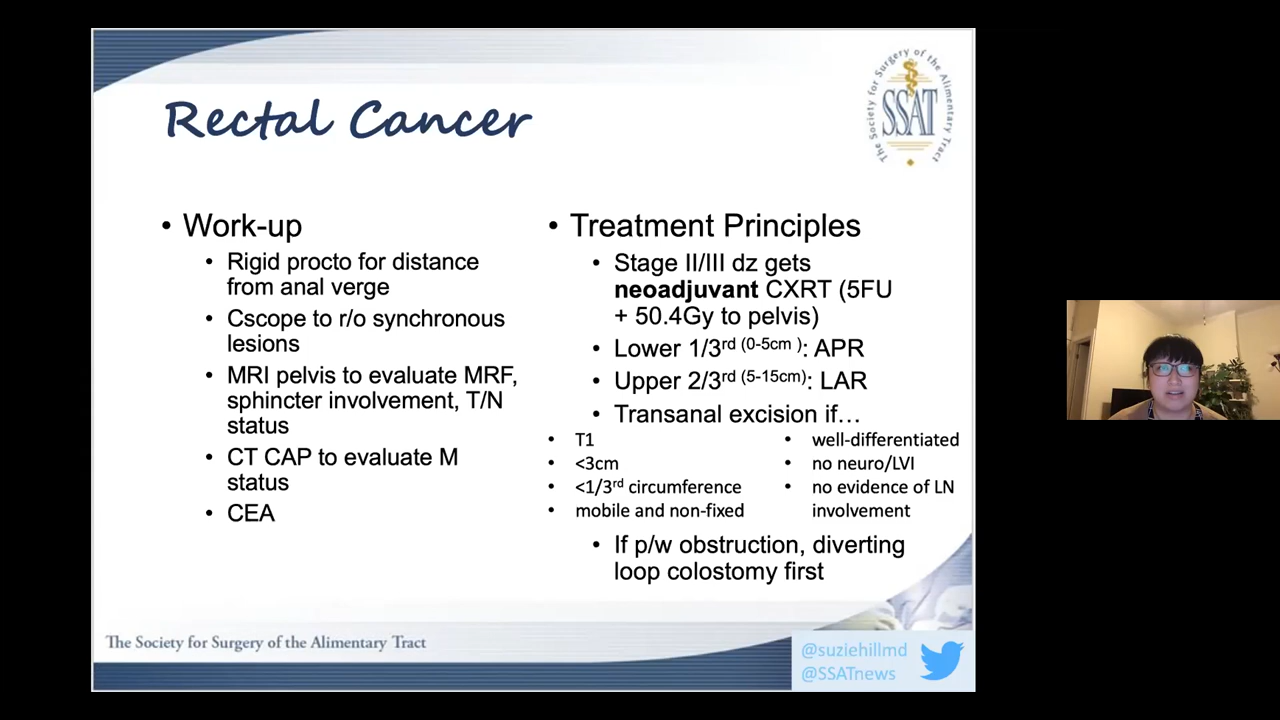 Rectal Cancer
The Society for Surgery of the Alimentary Tract
SSAT
• Work-up
• Rigid procto for distance
from anal verge
• Cscope to r/o synchronous
lesions
• MRI pelvis to evaluate MRF,
sphincter involvement, T/N
status
• CT CAP to evaluate M
status
• CEA
• Treatment Principles
• Stage II/III dz gets
neoadjuvant CXRT (5FU
+ 50.4Gy to pelvis)
• Lower 1/3rd (0-5cm ): APR
• Upper 2/3rd (5-15cm): LAR
• Transanal excision if…
• T1
• <3cm
• <1/3rd circumference
• mobile and non-fixed
• well-differentiated
• no neuro/LVI
• no evidence of LN
involvement
• If p/w obstruction, diverting
loop colostomy first
The Society for Surgery of the Alimentary Tract
@suziehillmd
@SSATnews